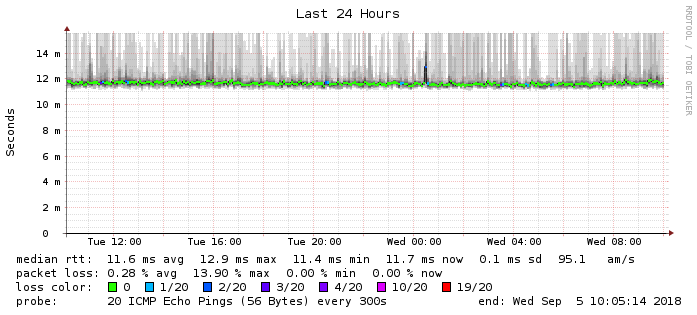 Last 24 Hours
RRDTOOL / TOBI OETIKER
Seconds
14 m
12 m
10 m
8 m
6 m
4 m
2 m
0
Tue 12:00 Tue 16:00 Tue 20:00 Wed 00:00 Wed 04:00 Wed 08:00
median rtt: 11.6 ms avg 12.9 ms max 11.4 ms min 11.7 ms now 0.1 ms sd 95.1 am/s
packet loss: 0.28 % avg 13.90 % max 0.00 % min 0.00 % now
loss color: 0 1/20 2/20 3/20 4/20 10/20 19/20
probe: 20 ICMP Echo Pings (56 Bytes) every 300s end: Wed Sep 5 10:05:14 2018